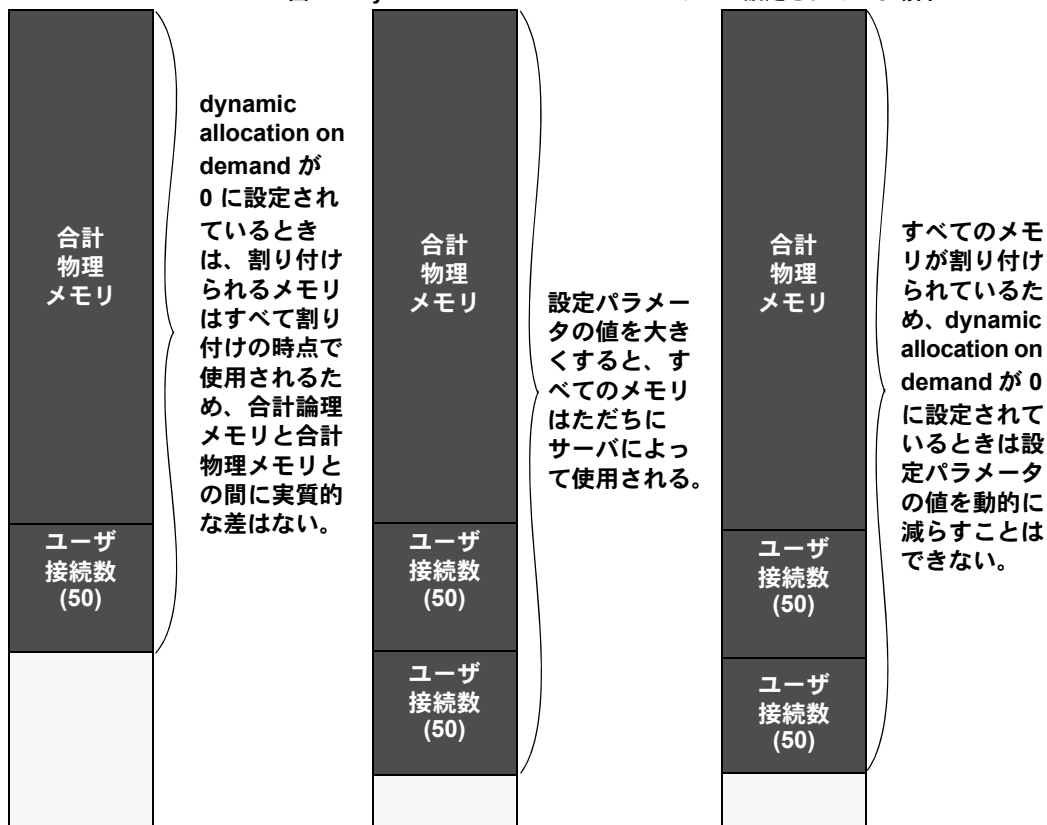 合計
物理
メモリ
ユーザ
接続数
(50)
dynamic
allocation on
demand が
0 に設定され
ているとき
は、割り付け
られるメモリ
はすべて割り
付けの時点で
使用されるた
め、合計論理
メモリと合計
物理メモリと
の間に実質的
な差はない。
合計
物理
メモリ
ユーザ
接続数
(50)
ユーザ
接続数
(50)
設定パラメー
タの値を大き
くすると、す
べてのメモリ
はただちに
サーバによっ
て使用される。
合計
物理
メモリ
ユーザ
接続数
(50)
ユーザ
接続数
(50)
すべてのメモ
リが割り付け
られているた
め、dynamic
allocation on
demand が 0
に設定されて
いるときは設
定パラメータ
の値を動的に
減らすことは
できない。